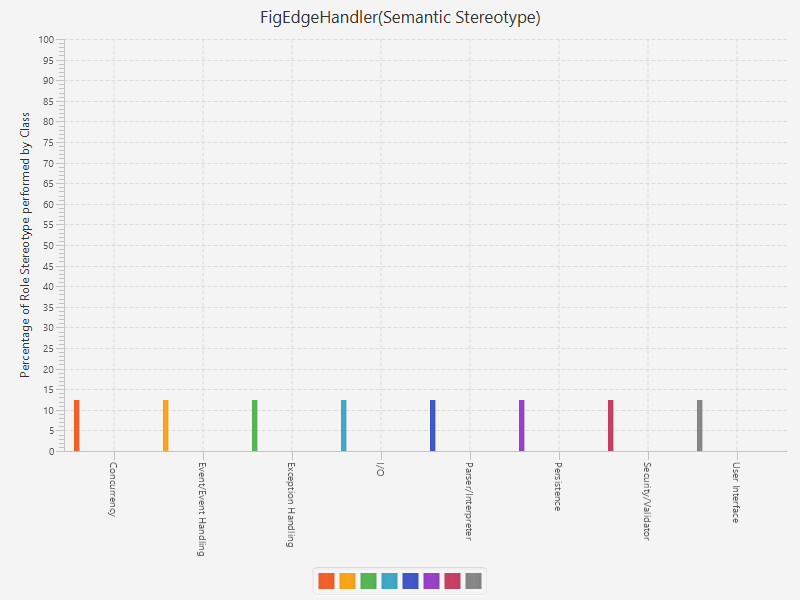 FigEdgeHandler(Semantic Stereotype)
Percentage of Role Stereotype performed by Class
100
95
90
85
80
75
70
65
60
55
50
45
40
35
30
25
20
15
10
5
0
Concurrency
Event/Event Handling
Exception Handling
I/O
Parser/Interpreter
Persistence
Security/Validator
User Interface